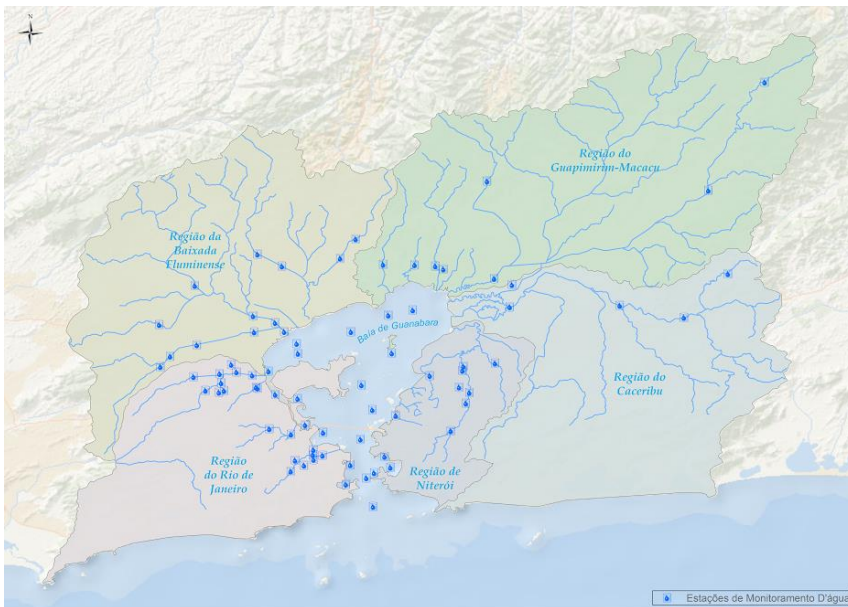 N
Região do
Guapimirim-Macacu
Região da
Baixada
Fluminense
Baía de Guanabara
Região do
Caceribu
Região
do Rio de
Janeiro
Região de
Niterói
Estações de Monitoramento D'água